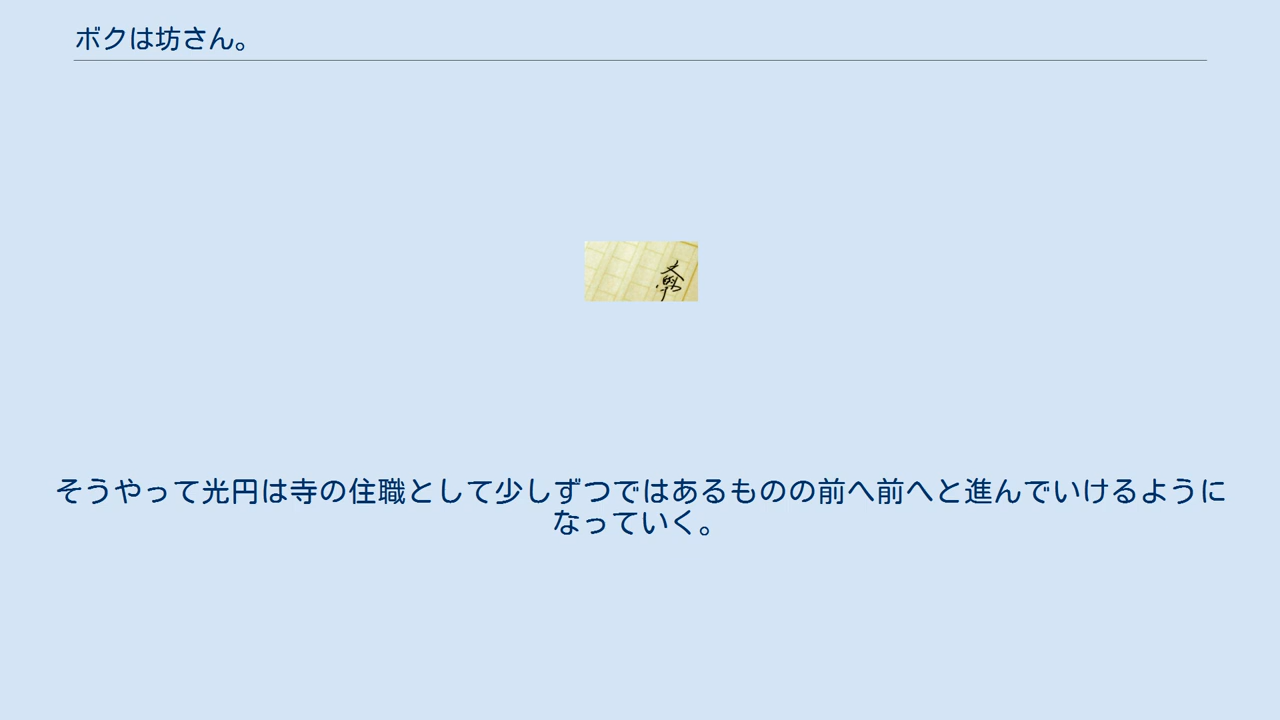 ボクは坊さん。
そうやって光円は寺の住職として少しずつではあるものの前へ前へと進んでいけるように
なっていく。